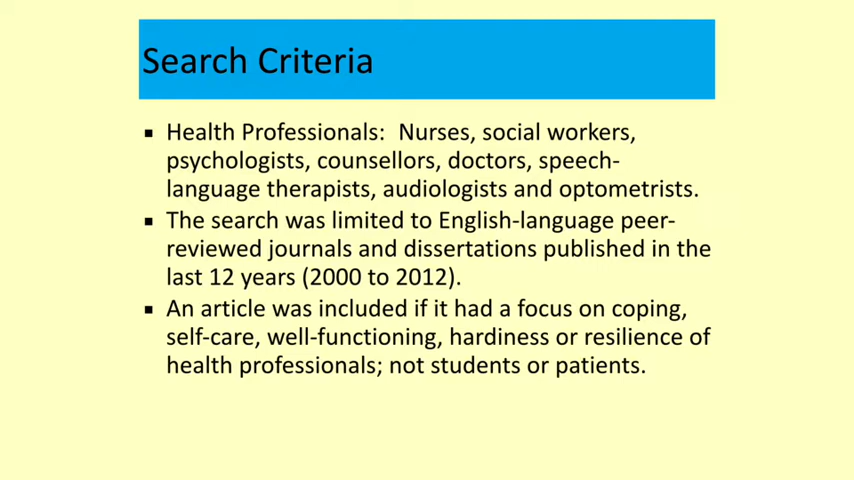 Search Criteria
▪ Health Professionals: Nurses, social workers,
psychologists, counsellors, doctors, speech-
language therapists, audiologists and optometrists.
▪ The search was limited to English-language peer-
reviewed journals and dissertations published in the
last 12 years (2000 to 2012).
▪ An article was included if it had a focus on coping,
self-care, well-functioning, hardiness or resilience of
health professionals; not students or patients.